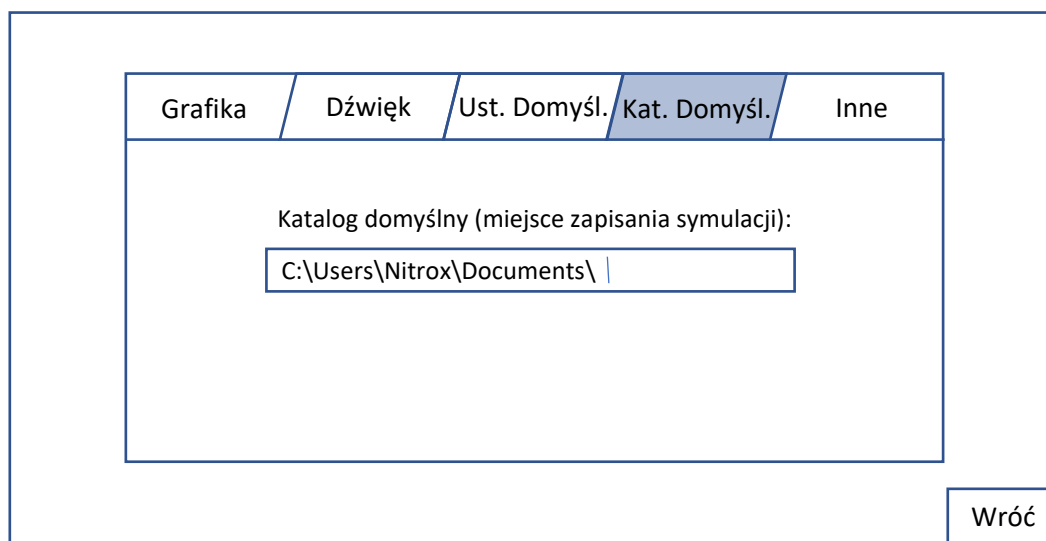 Grafika Dźwięk Ust. Domyśl. Kat. Domyśl. Inne
Katalog domyślny (miejsce zapisania symulacji):
C:\Users\Nitrox\Documents\
Wróć